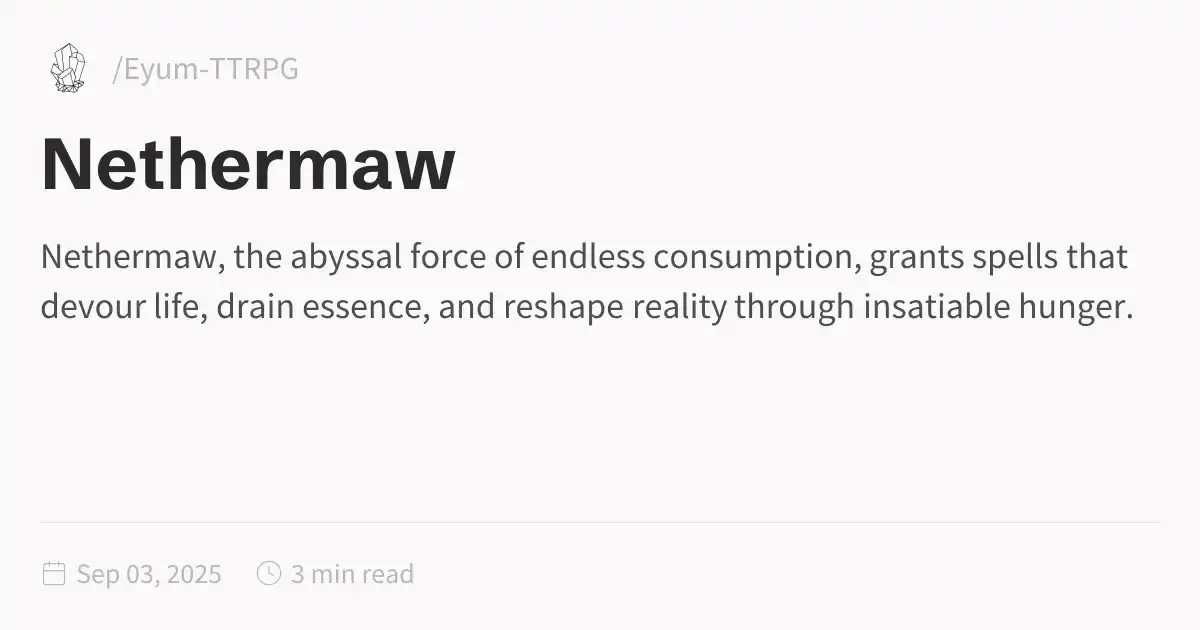 /Eyum-TTRPG
Nethermaw
Nethermaw, the abyssal force of endless consumption, grants spells that
devour life, drain essence, and reshape reality through insatiable hunger.
Sep 03, 2025 3 min read